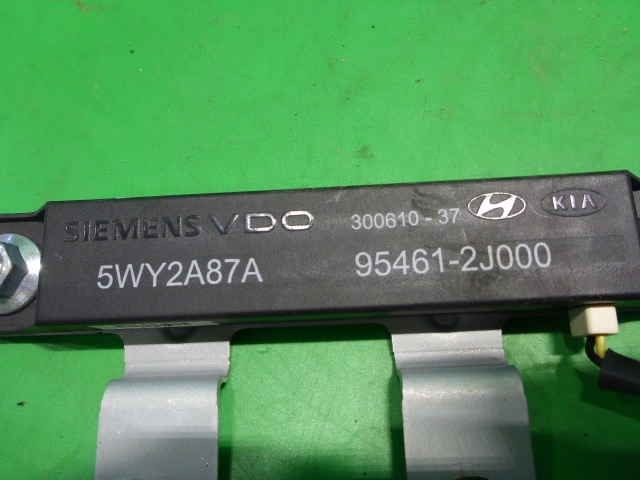 SIEMENS VDO 300610 - 37 H KIA
5WY2A87A 95461-2J000